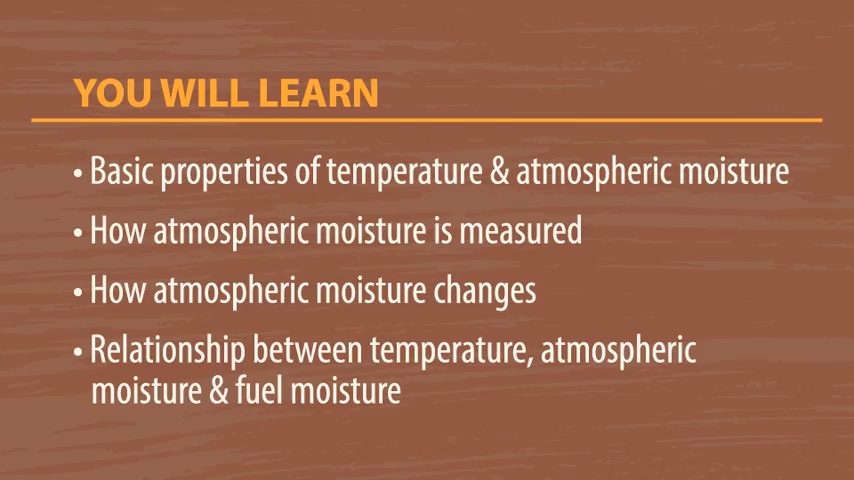 YOU WILL LEARN
• Basic properties of temperature & atmospheric moisture
• How atmospheric moisture is measured
• How atmospheric moisture changes
• Relationship between temperature, atmospheric
moisture & fuel moisture